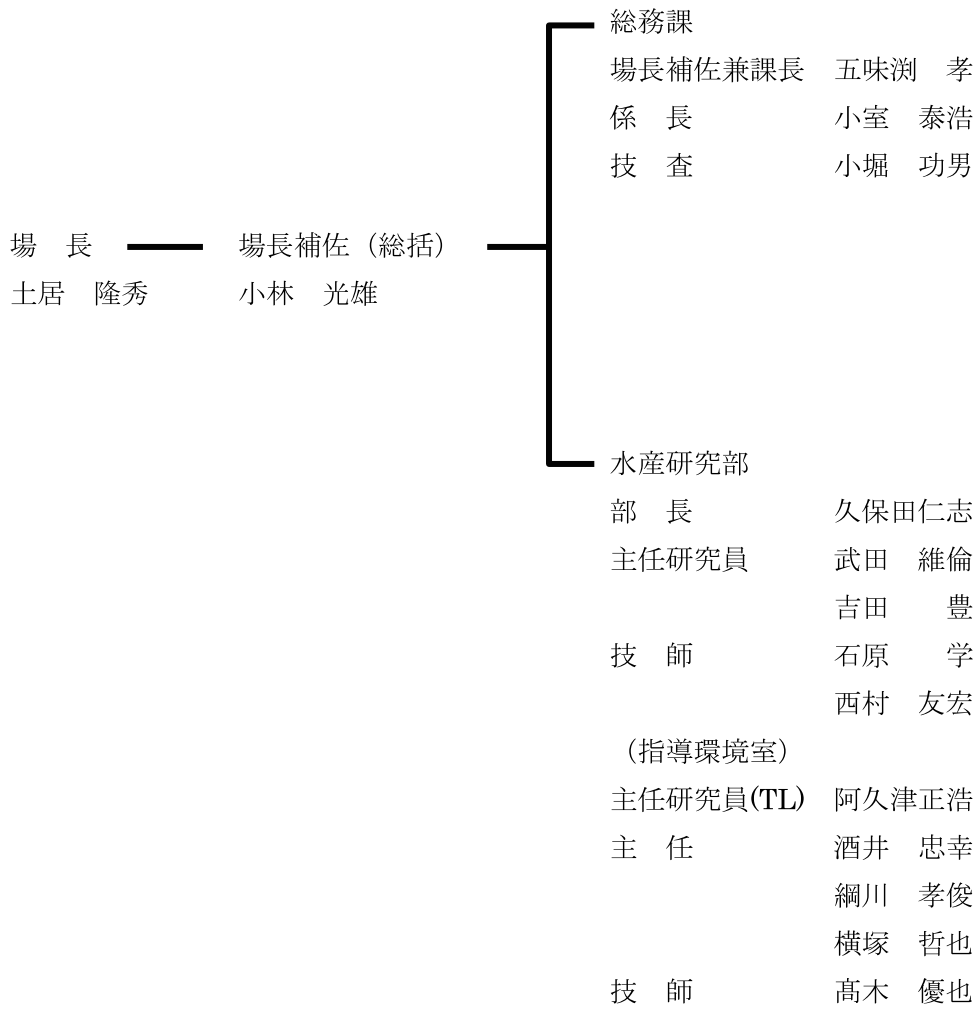 場　長
土居　隆秀
場長補佐（総括）
小林　光雄
総務課
場長補佐兼課長　五味渕　孝
係　長　小室　泰浩
技　査　小堀　功男
水産研究部
部　長　久保田仁志
主任研究員　武田　維倫
吉田　豊
技　師　石原　学
西村　友宏
（指導環境室）
主任研究員(TL)　阿久津正浩
主　任　酒井　忠幸
綱川　孝俊
横塚　哲也
技　師　髙木　優也